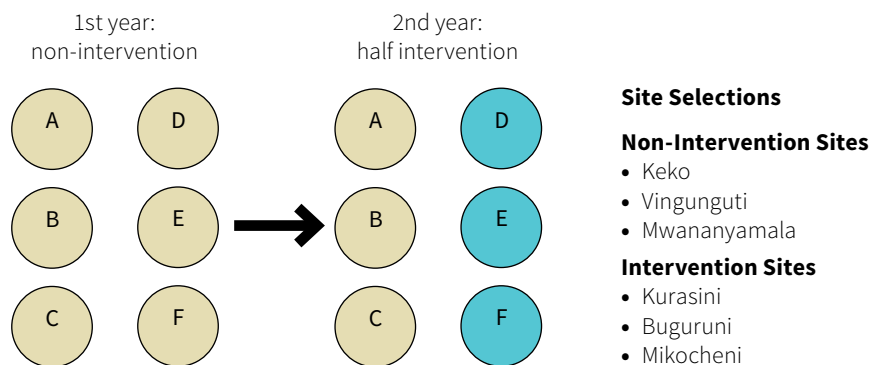 1st year:
non-intervention
2nd year:
half intervention
A
D
A
D
B
E
B
E
C
F
C
F
Site Selections
Non-Intervention Sites
• Keko
• Vingunguti
• Mwananyamala
Intervention Sites
• Kurasini
• Buguruni
• Mikocheni